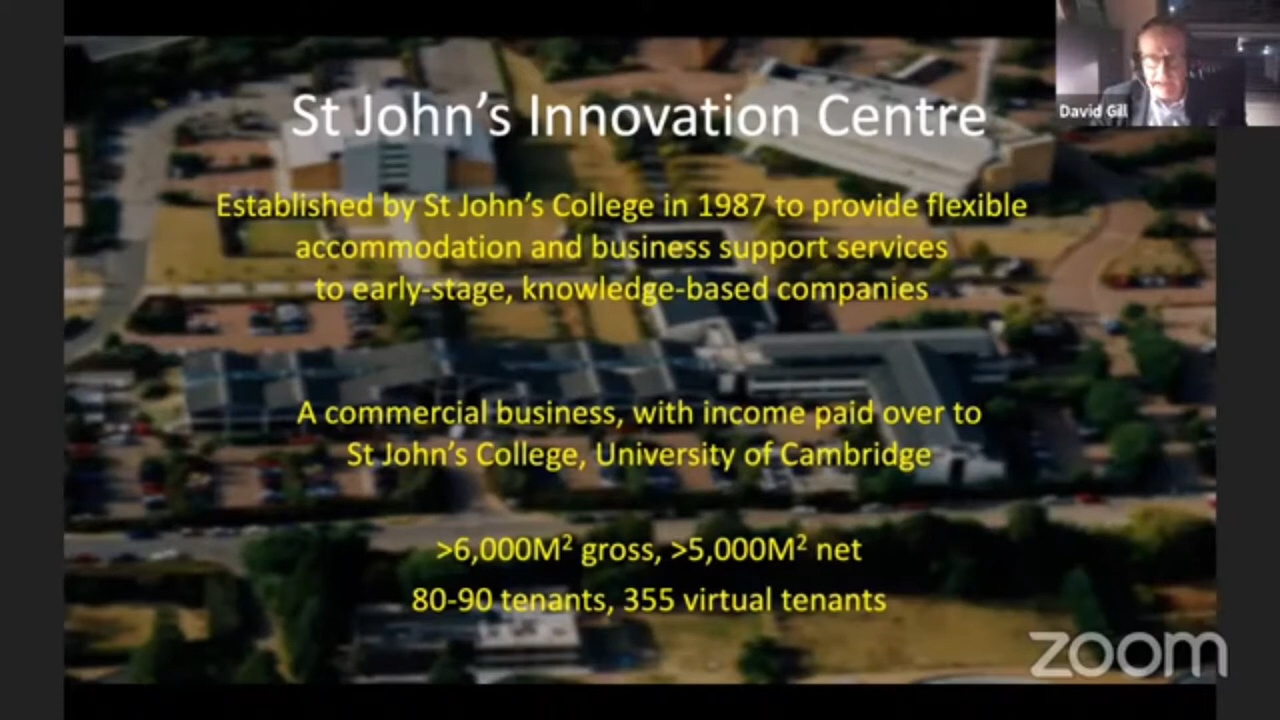 St John's Innovation Centre
David Gill
Established by St John's College in 1987 to provide flexible
accommodation and business support services
to early-stage, knowledge-based companies
A commercial business, with income paid over to
St John's College, University of Cambridge
>6,000M² gross, >5,000M² net
80-90 tenants, 355 virtual tenants
zoom